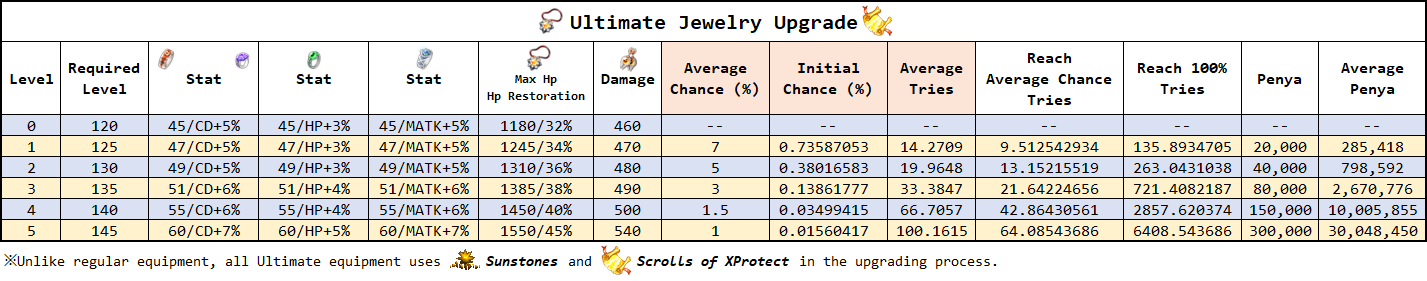 Ultimate Jewelry Upgrade
Level Required Level Stat Stat Stat Max Hp Hp Restoration Damage Average Chance (%) Initial Chance (%) Average Tries Reach Average Chance Tries Reach 100% Tries Penya Average Penya
0 120 45/CD+5% 45/HP+3% 45/MATK+5% 1180/32% 460 -- -- -- -- -- -- --
1 125 47/CD+5% 47/HP+3% 47/MATK+5% 1245/34% 470 7 0.73587053 14.2709 9.512542934 135.8934705 20,000 285,418
2 130 49/CD+5% 49/HP+3% 49/MATK+5% 1310/36% 480 5 0.38016583 19.9648 13.15215519 263.0431038 40,000 798,592
3 135 51/CD+6% 51/HP+4% 51/MATK+6% 1385/38% 490 3 0.13861777 33.3847 21.64224656 721.4082187 80,000 2,670,776
4 140 55/CD+6% 55/HP+4% 55/MATK+6% 1450/40% 500 1.5 0.03499415 66.7057 42.86430561 2857.620374 150,000 10,005,855
5 145 60/CD+7% 60/HP+5% 60/MATK+7% 1550/45% 540 1 0.01560417 100.1615 64.08543686 6408.543686 300,000 30,048,450
※Unlike regular equipment, all Ultimate equipment uses Sunstones and Scrolls of XProtect in the upgrading process.